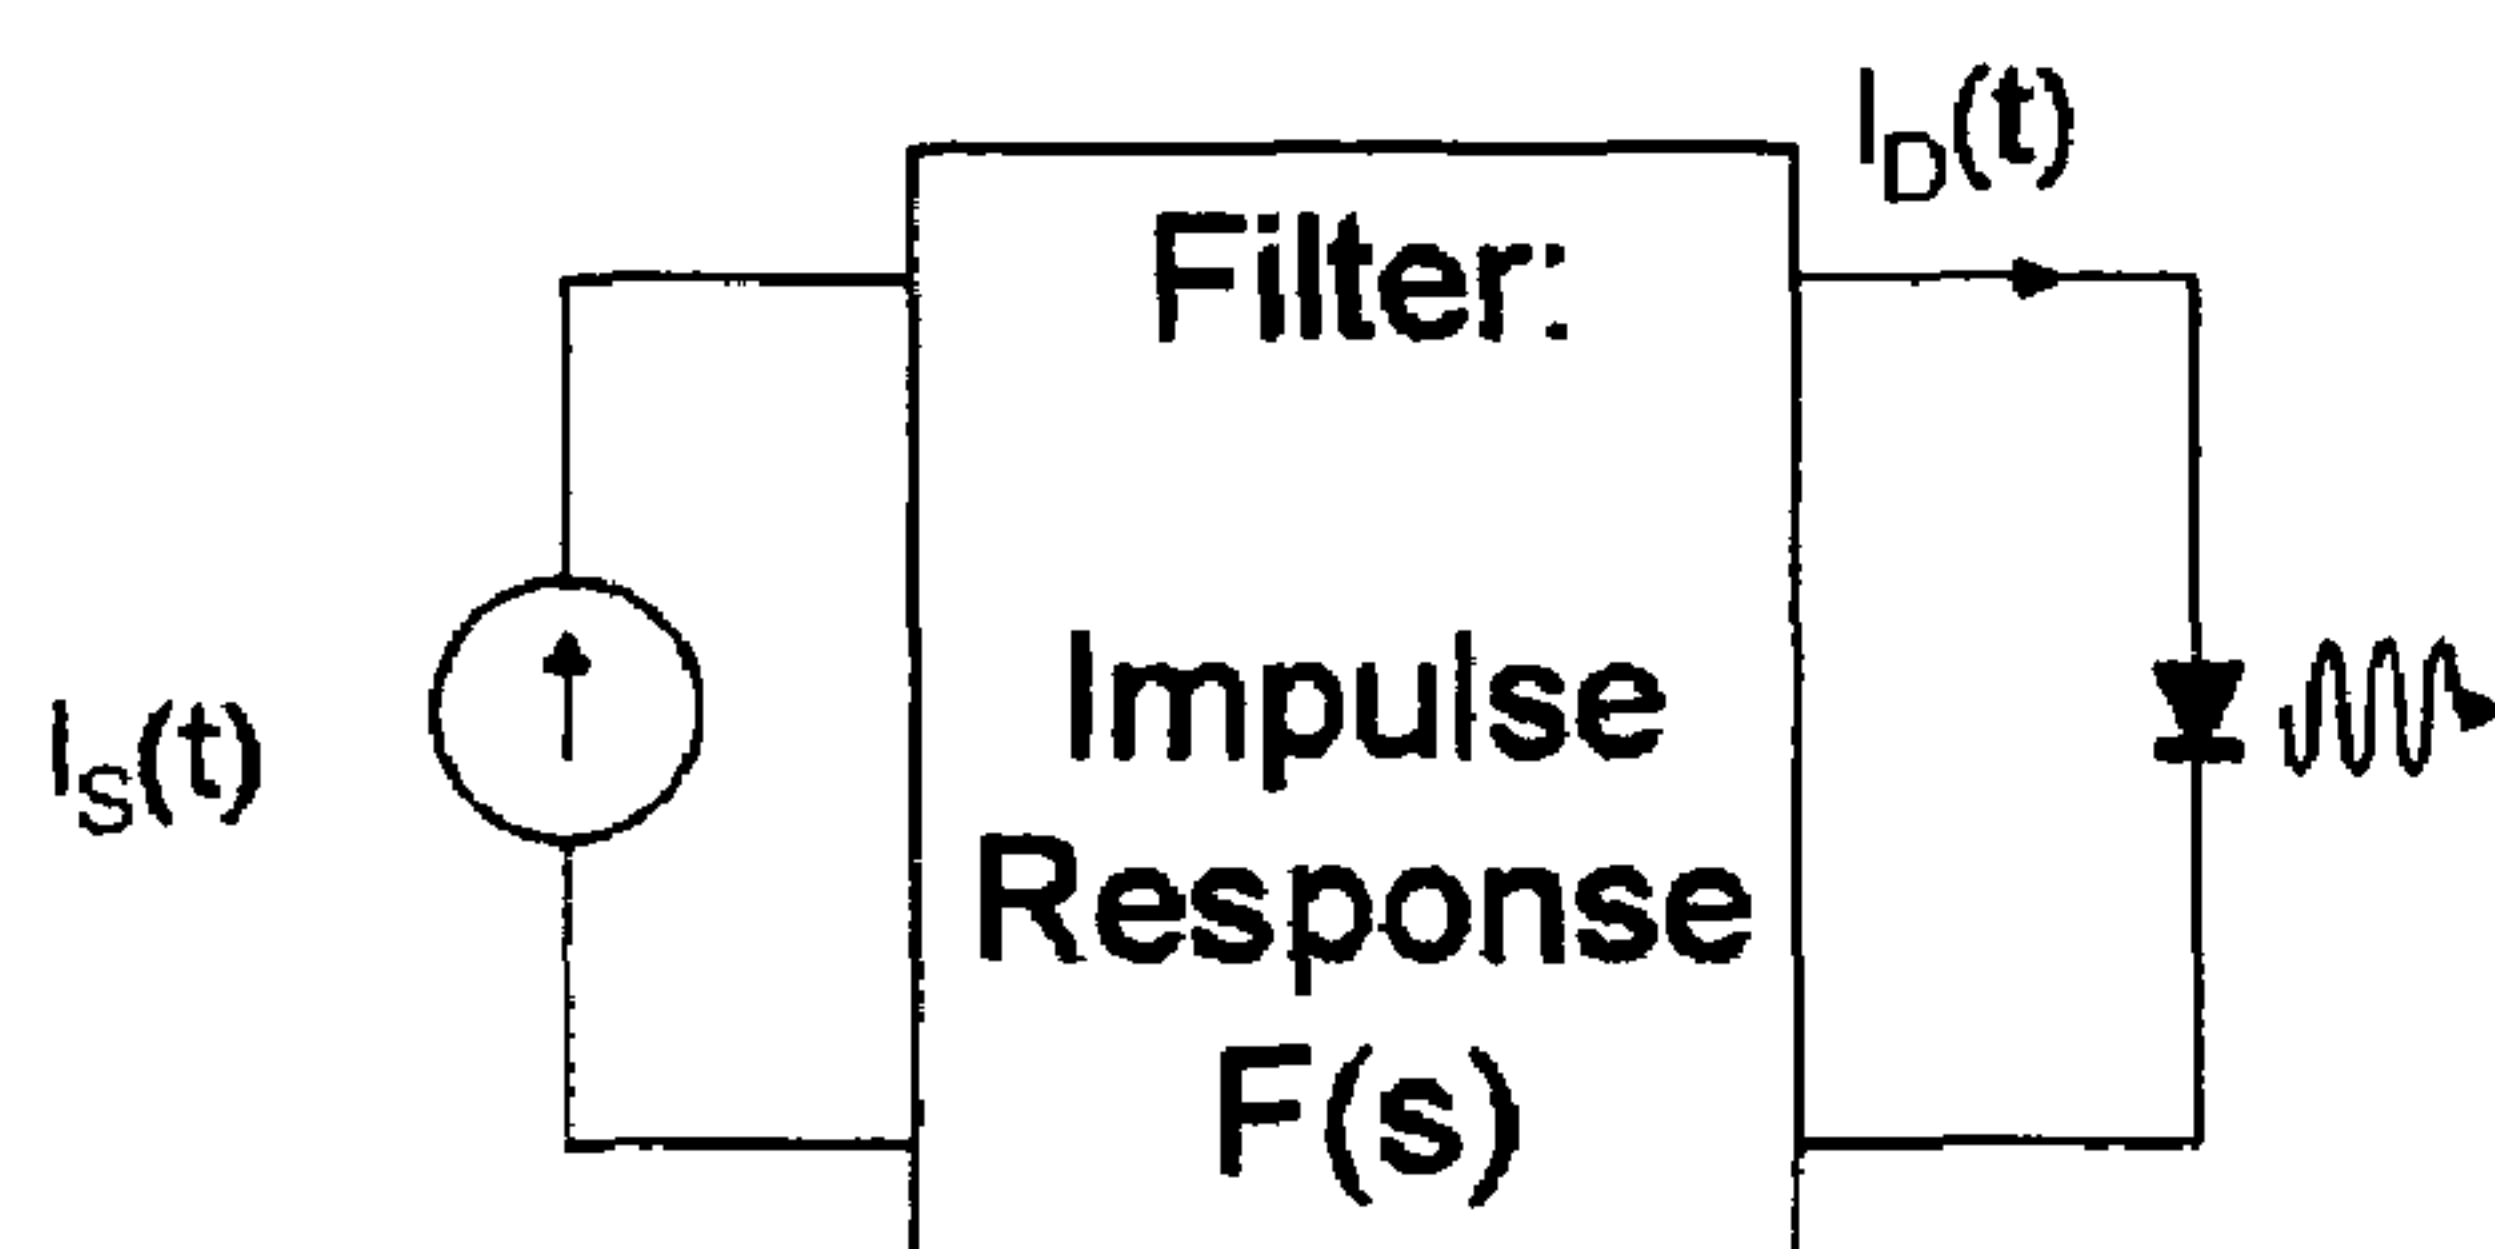 I_D(t)
Filter:
I_S(t)
Impulse
Response
F(s)